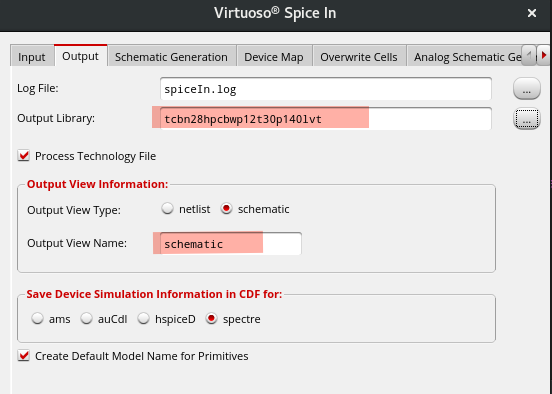 Virtuoso® Spice In
Input Output Schematic Generation Device Map Overwrite Cells Analog Schematic Ge
Log File: spiceIn.log ...
Output Library: tcbn28hpcbwp12t30p140lvt ...
Process Technology File
Output View Information:
Output View Type: netlist schematic
Output View Name: schematic
Save Device Simulation Information in CDF for:
ams auCdl hspiceD spectre
Create Default Model Name for Primitives